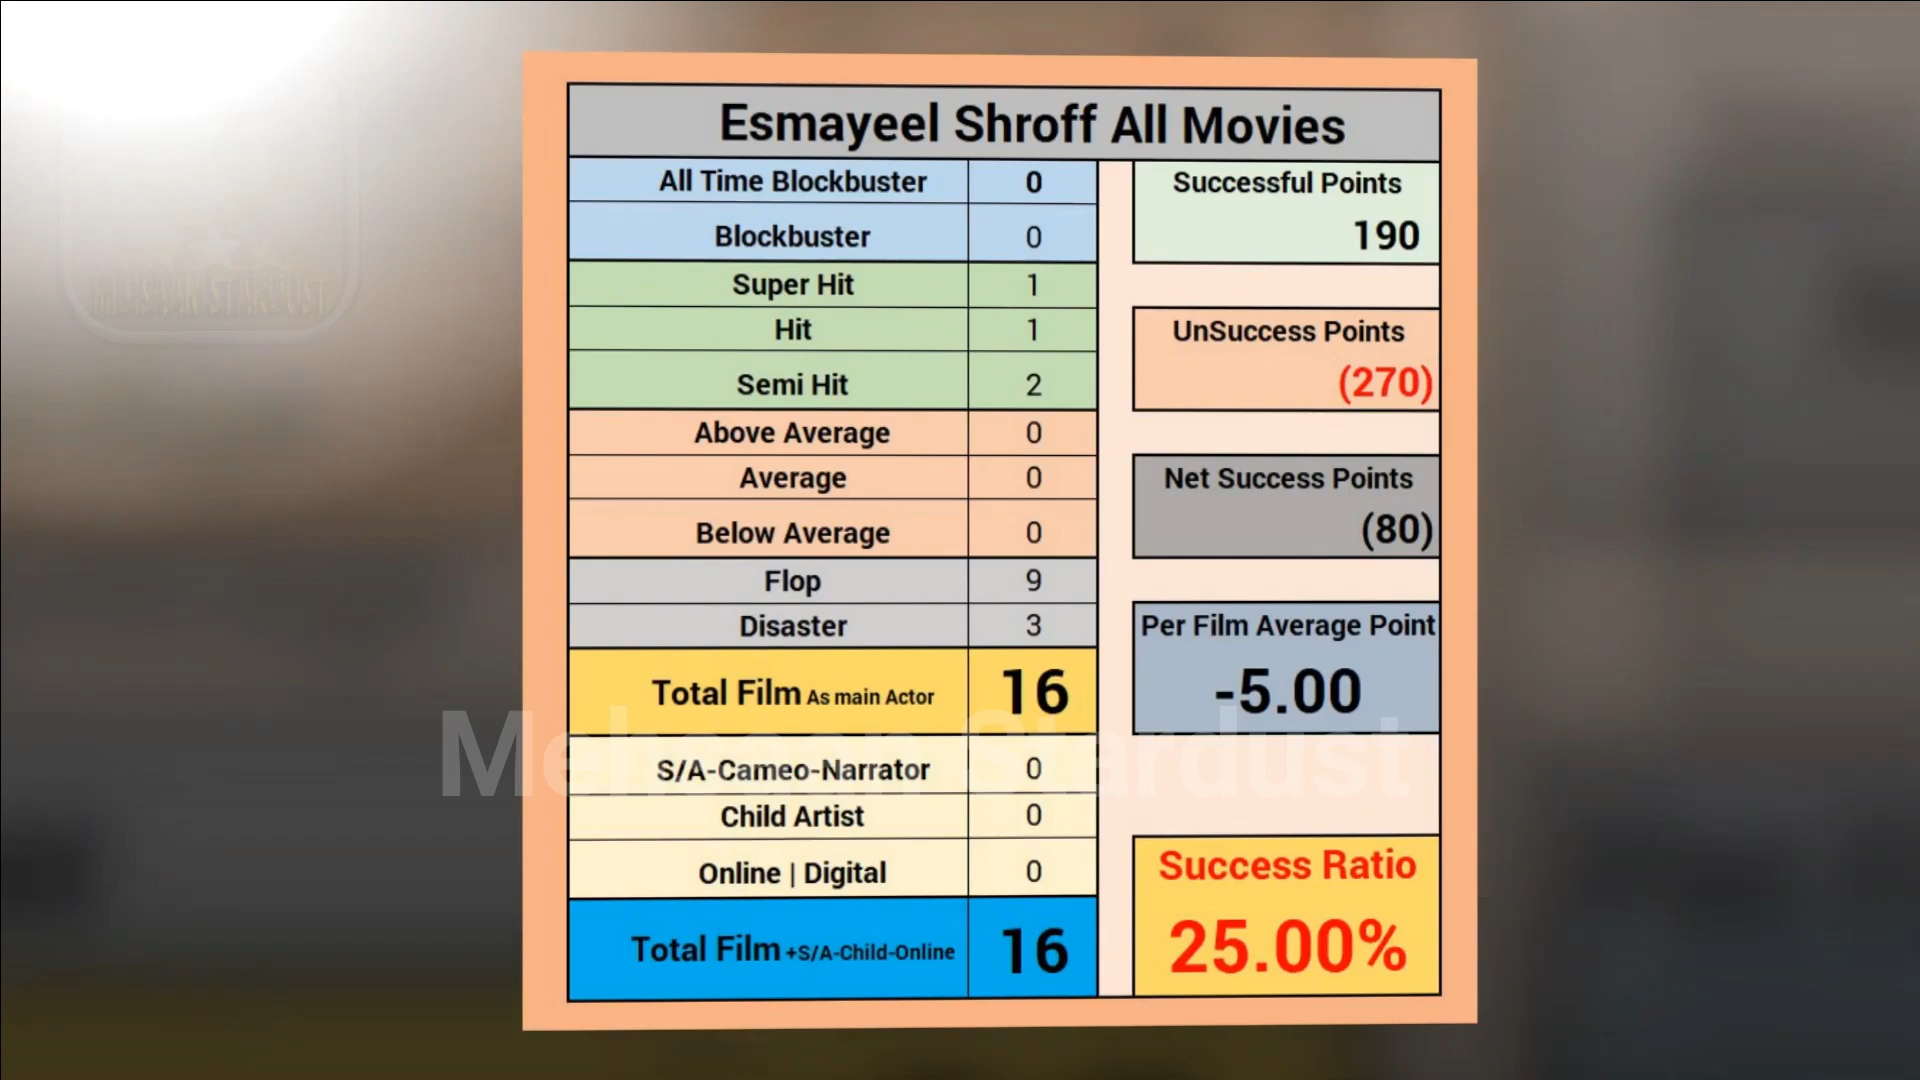 Esmayeel Shroff All Movies
All Time Blockbuster 0
Blockbuster 0
Super Hit 1
Hit 1
Semi Hit 2
Above Average 0
Average 0
Below Average 0
Flop 9
Disaster 3
Total Film As main Actor 16
S/A-Cameo-Narrator 0
Child Artist 0
Online | Digital 0
Total Film +S/A-Child-Online 16
Successful Points
190
UnSuccess Points
(270)
Net Success Points
(80)
Per Film Average Point
-5.00
Success Ratio
25.00%
Stardust